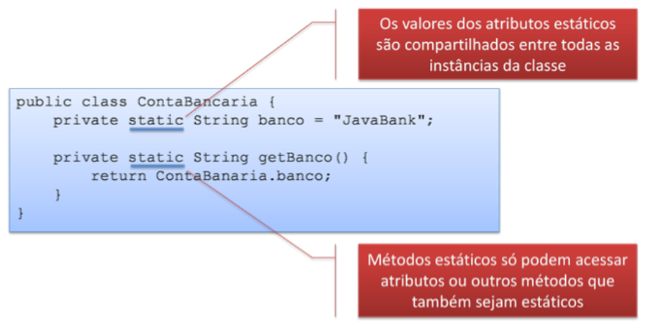 Os valores dos atributos estáticos
são compartilhados entre todas as
instâncias da classe
public class ContaBancaria {
    private static String banco = "JavaBank";
    private static String getBanco() {
        return ContaBanaria.banco;
    }
}
Métodos estáticos só podem acessar
atributos ou outros métodos que
também sejam estáticos